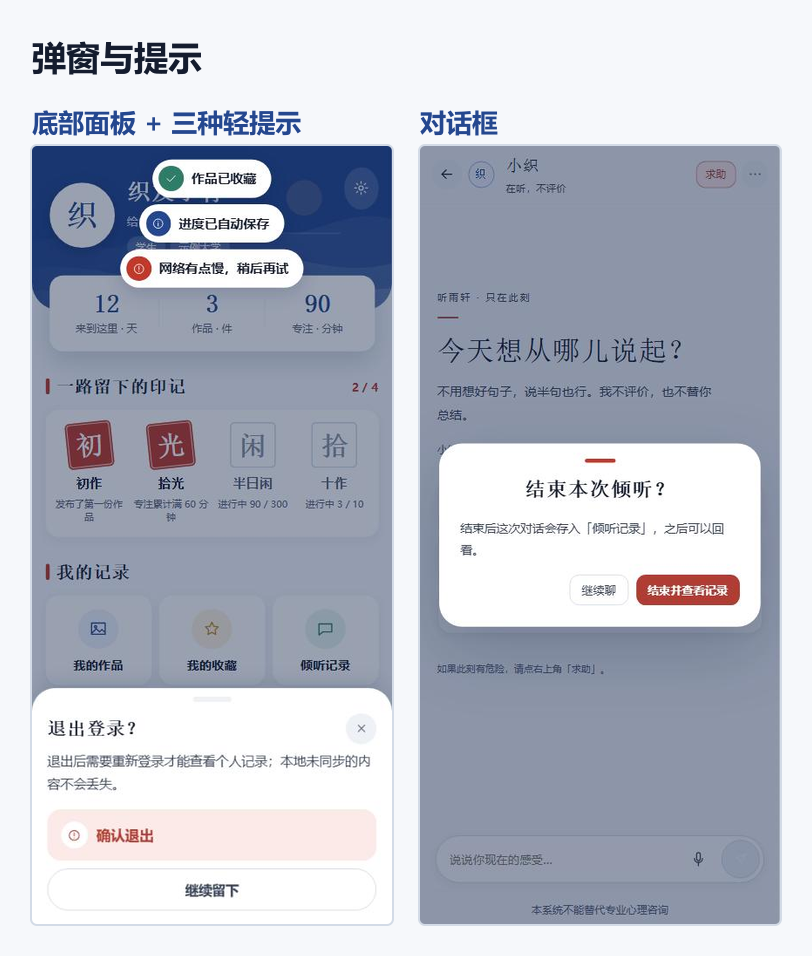 弹窗与提示
底部面板 + 三种轻提示
作品已收藏
进度已自动保存
网络有点慢，稍后再试
织
12
来到这里 · 天
3
作品 · 件
90
专注 · 分钟
一路留下的印记
2 / 4
初
初作
发布了第一份作
品
光
拾光
专注累计满 60 分
钟
闲
半日闲
进行中 90 / 300
拾
十作
进行中 3 / 10
我的记录
我的作品
我的收藏
倾听记录
退出登录？
退出后需要重新登录才能查看个人记录；本地未同步的内
容不会丢失。
确认退出
继续留下
对话框
织
小织
在听，不评价
求助
听雨轩 · 只在此刻
今天想从哪儿说起？
不用想好句子，说半句也行。我不评价，也不替你
总结。
结束本次倾听？
结束后这次对话会存入「倾听记录」，之后可以回
看。
继续聊
结束并查看记录
如果此刻有危险，请点右上角「求助」。
说说你现在的感受...
本系统不能替代专业心理咨询